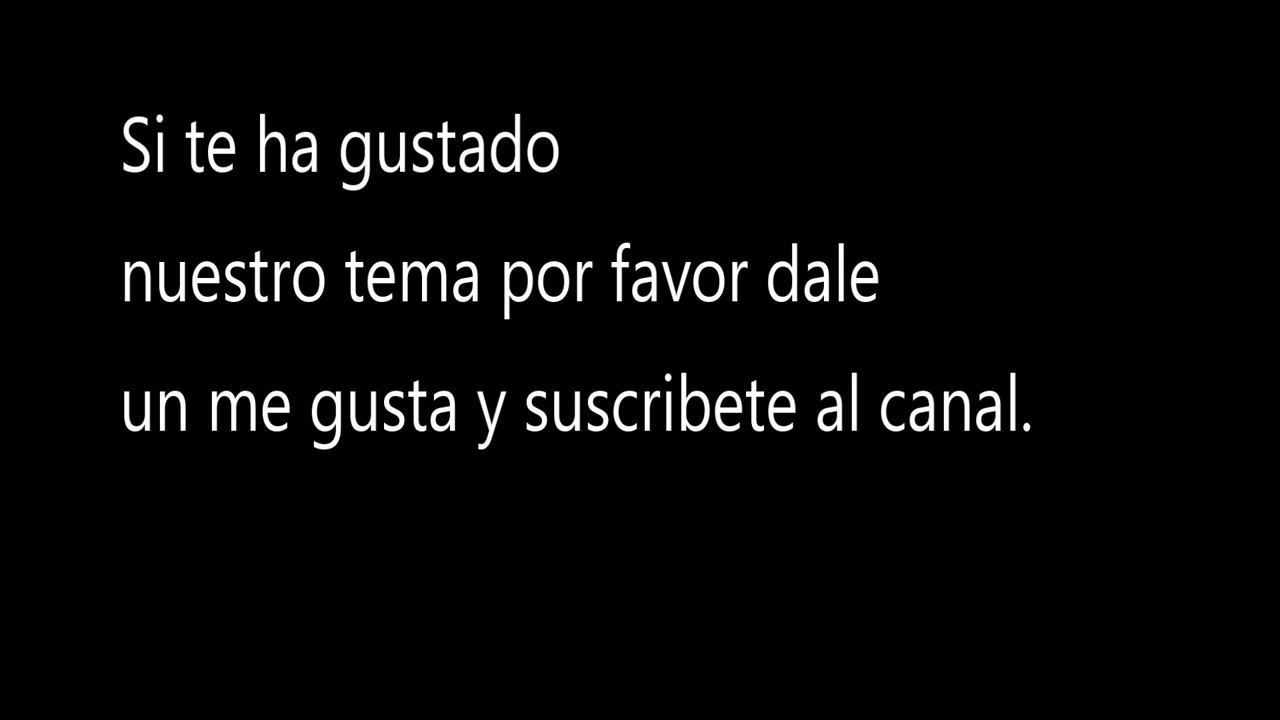 Si te ha gustado
nuestro tema por favor dale
un me gusta y suscribete al canal.